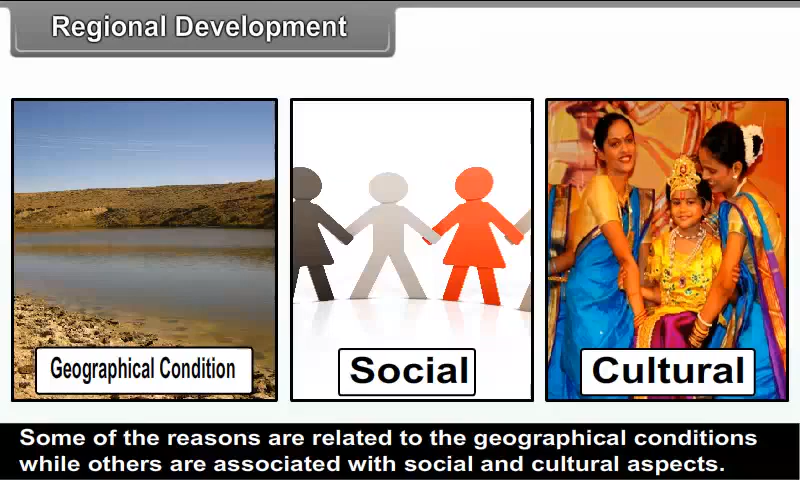 Regional Development
Geographical Condition
Social
Cultural
Some of the reasons are related to the geographical conditions
while others are associated with social and cultural aspects.